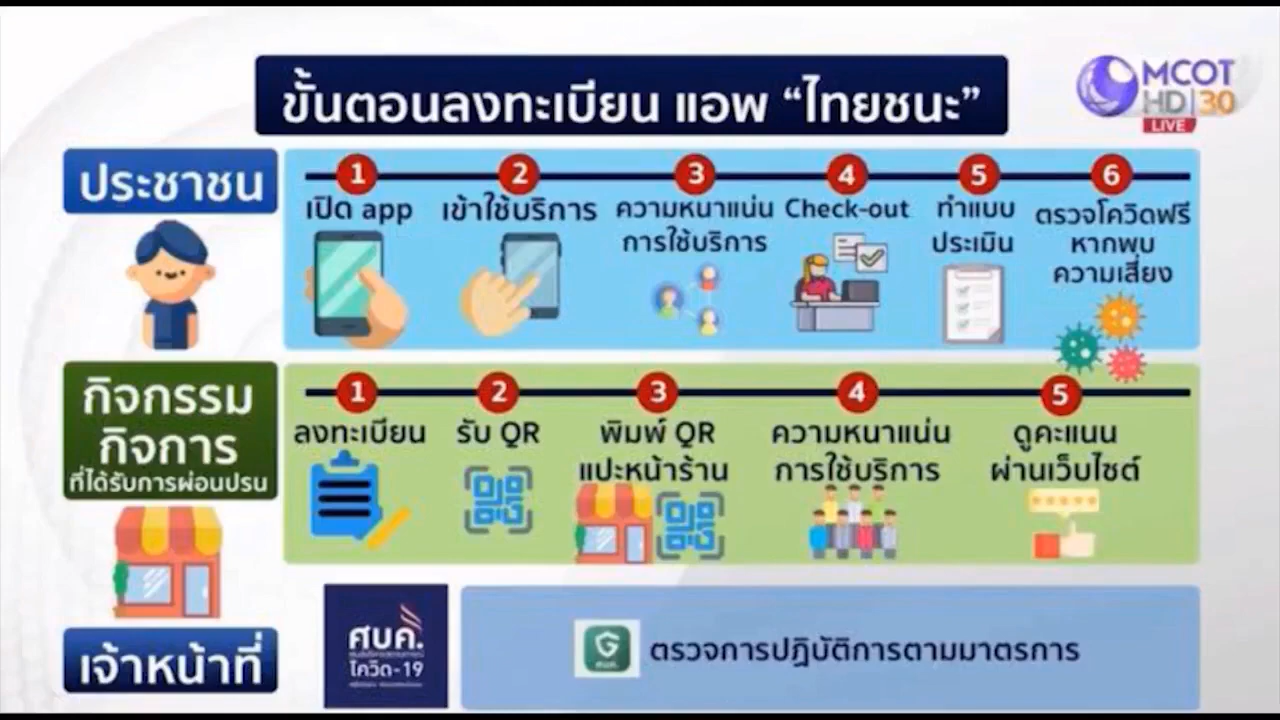 ขั้นตอนลงทะเบียน แอพ “ไทยชนะ”
MCOT
HD 30
LIVE
ประชาชน
1
เปิด app
2
เข้าใช้บริการ
3
ความหนาแน่น
การใช้บริการ
4
Check-out
5
ทำแบบ
ประเมิน
6
ตรวจโควิดฟรี
หากพบ
ความเสี่ยง
กิจกรรม
กิจการ
ที่ได้รับการผ่อนปรน
1
ลงทะเบียน
2
รับ QR
3
พิมพ์ QR
แปะหน้าร้าน
4
ความหนาแน่น
การใช้บริการ
5
ดูคะแนน
ผ่านเว็บไซต์
เจ้าหน้าที่
ศบค.
โควิด-19
ศบค.
ตรวจการปฏิบัติการตามมาตรการ